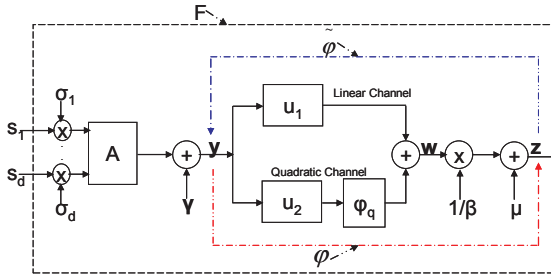 F
φ̃
σ1
Linear Channel
u1
s1
x
A
+
y
+
w
x
+
z
sd
x
Quadratic Channel
u2
φq
γ
1/β
μ
σd
φ